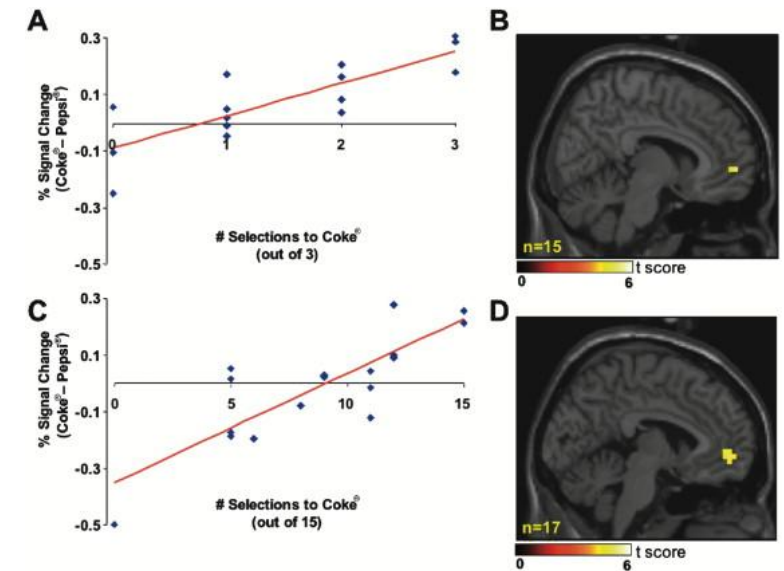 A
0.3
0.1
-0.1
-0.3
-0.5
0
1
2
3
% Signal Change
(Coke® – Pepsi®)
# Selections to Coke®
(out of 3)
B
n=15
t score
0
6
C
0.3
0.1
-0.1
-0.3
-0.5
0
5
10
15
% Signal Change
(Coke® – Pepsi®)
# Selections to Coke®
(out of 15)
D
n=17
t score
0
6